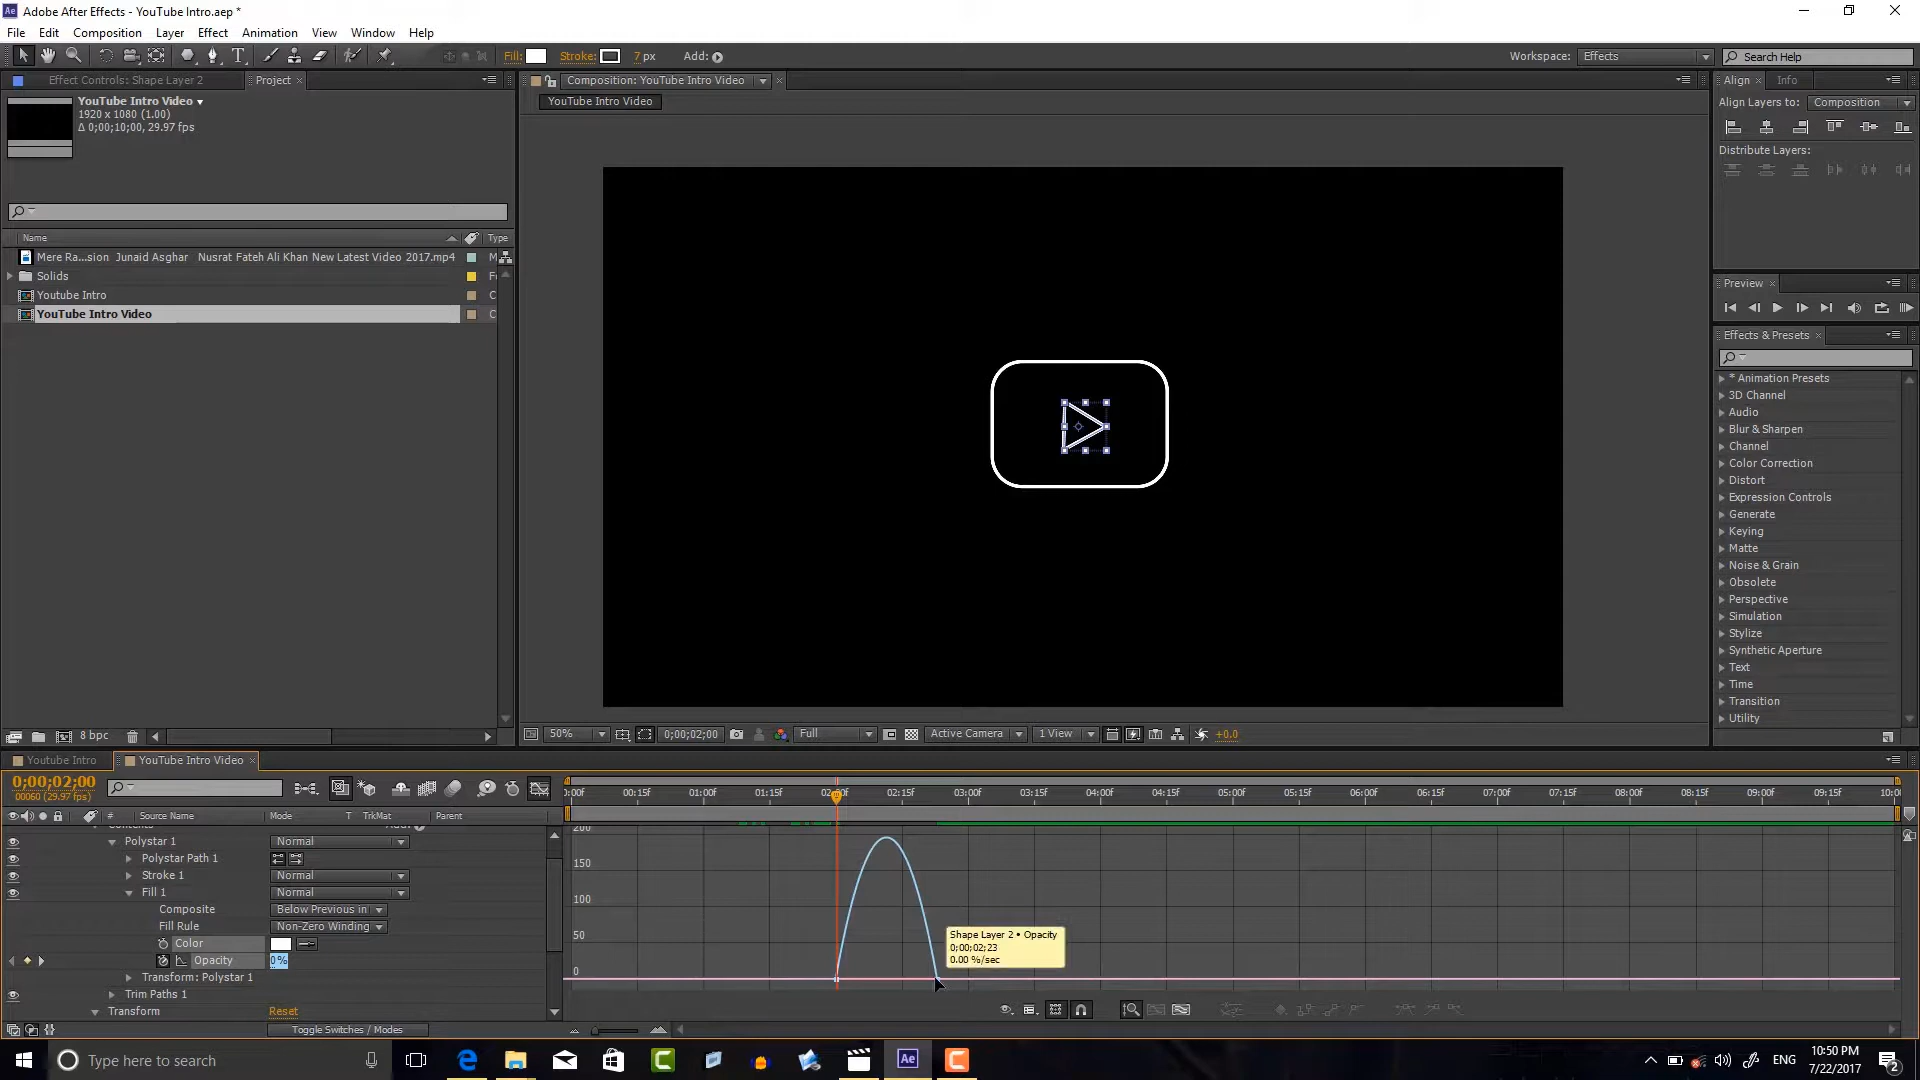 Ae Adobe After Effects - YouTube Intro.aep *
File Edit Composition Layer Effect Animation View Window Help
T Fill: Stroke: 7 px Add: Workspace: Effects Search Help
Effect Controls: Shape Layer 2 Project × Composition: YouTube Intro Video × Align × Info
YouTube Intro Video
1920 x 1080 (1.00)
Δ 0;00;10;00, 29.97 fps
YouTube Intro Video
Align Layers to: Composition
Distribute Layers:
Name Type
Mere Ra...sion Junaid Asghar Nusrat Fateh Ali Khan New Latest Video 2017.mp4 M
Solids F
Youtube Intro C
YouTube Intro Video C
Preview ×
Effects & Presets ×
* Animation Presets
3D Channel
Audio
Blur & Sharpen
Channel
Color Correction
Distort
Expression Controls
Generate
Keying
Matte
Noise & Grain
Obsolete
Perspective
Simulation
Stylize
Synthetic Aperture
Text
Time
Transition
Utility
8 bpc 50% 0;00;02;00 Full Active Camera 1 View +0.0
Youtube Intro YouTube Intro Video ×
0;00;02;00
00060 (29.97 fps)
# Source Name Mode T TrkMat Parent
:00f 00:15f 01:00f 01:15f 02:00f 02:15f 03:00f 03:15f 04:00f 04:15f 05:00f 05:15f 06:00f 06:15f 07:00f 07:15f 08:00f 08:15f 09:00f 09:15f 10:00
Contents Add:
Polystar 1 Normal
Polystar Path 1
Stroke 1 Normal
Fill 1 Normal
Composite Below Previous in
Fill Rule Non-Zero Winding
Color
Opacity 0%
Transform: Polystar 1
Trim Paths 1
Transform Reset
Toggle Switches / Modes
200
150
100
50
0
Shape Layer 2 • Opacity
0;00;02;23
0.00 %/sec
Type here to search Ae ENG 10:50 PM
7/22/2017
2